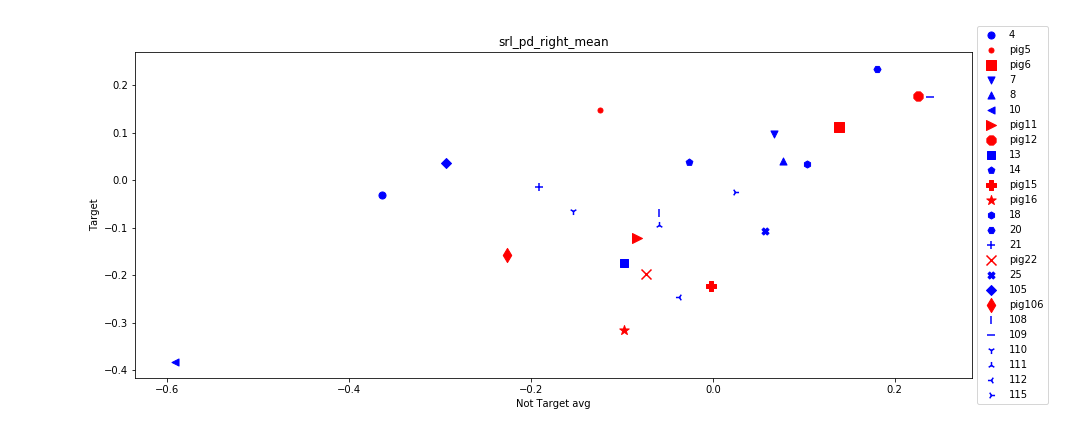 srl_pd_right_mean
0.2
0.1
0.0
−0.1
−0.2
−0.3
−0.4
Target
−0.6
−0.4
−0.2
0.0
0.2
Not Target avg
4
pig5
pig6
7
8
10
pig11
pig12
13
14
pig15
pig16
18
20
21
pig22
25
105
pig106
108
109
110
111
112
115